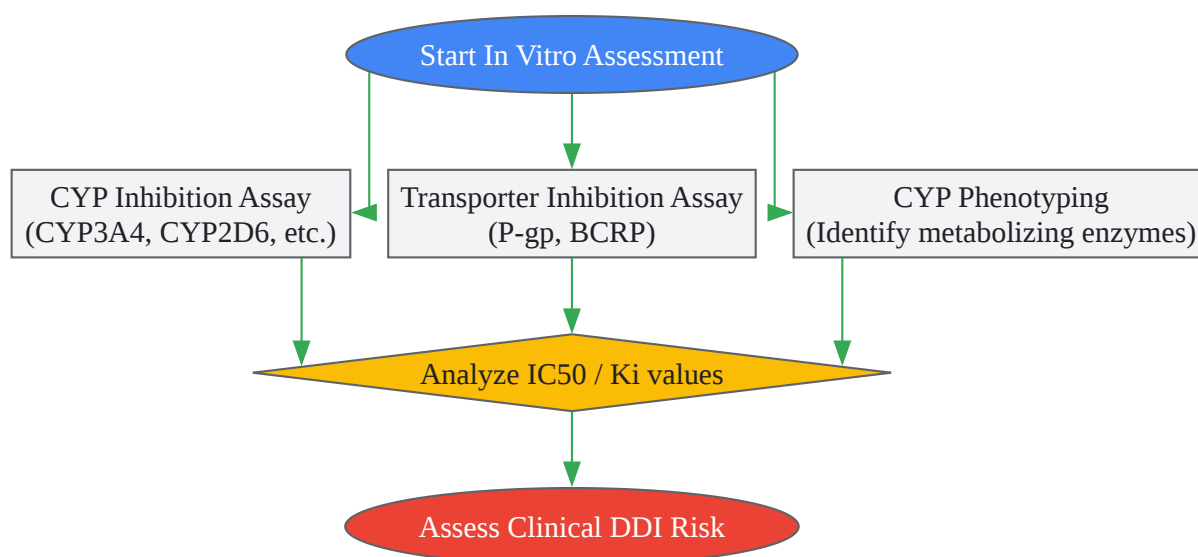 Start In Vitro Assessment
CYP Inhibition Assay
(CYP3A4, CYP2D6, etc.)
Transporter Inhibition Assay
(P-gp, BCRP)
CYP Phenotyping
(Identify metabolizing enzymes)
Analyze IC50 / Ki values
Assess Clinical DDI Risk